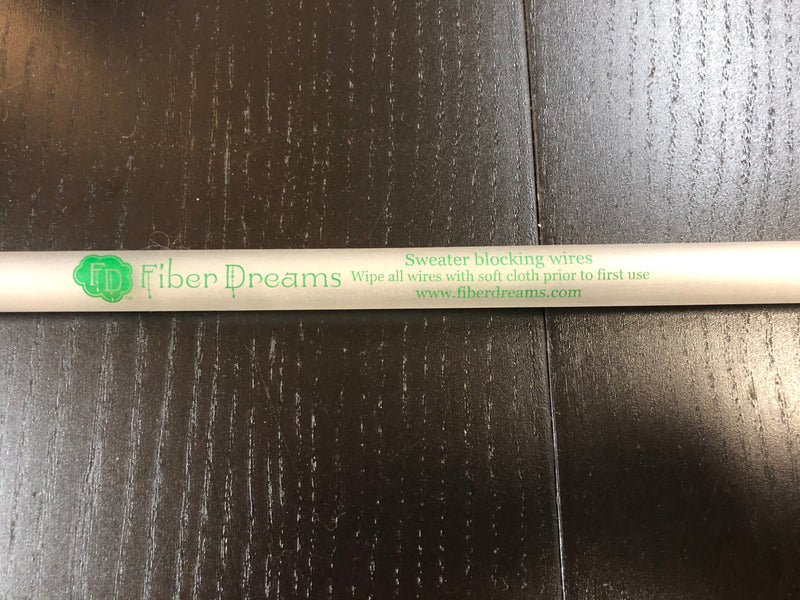 FD Fiber Dreams
Sweater blocking wires
Wipe all wires with soft cloth prior to first use
www.fiberdreams.com